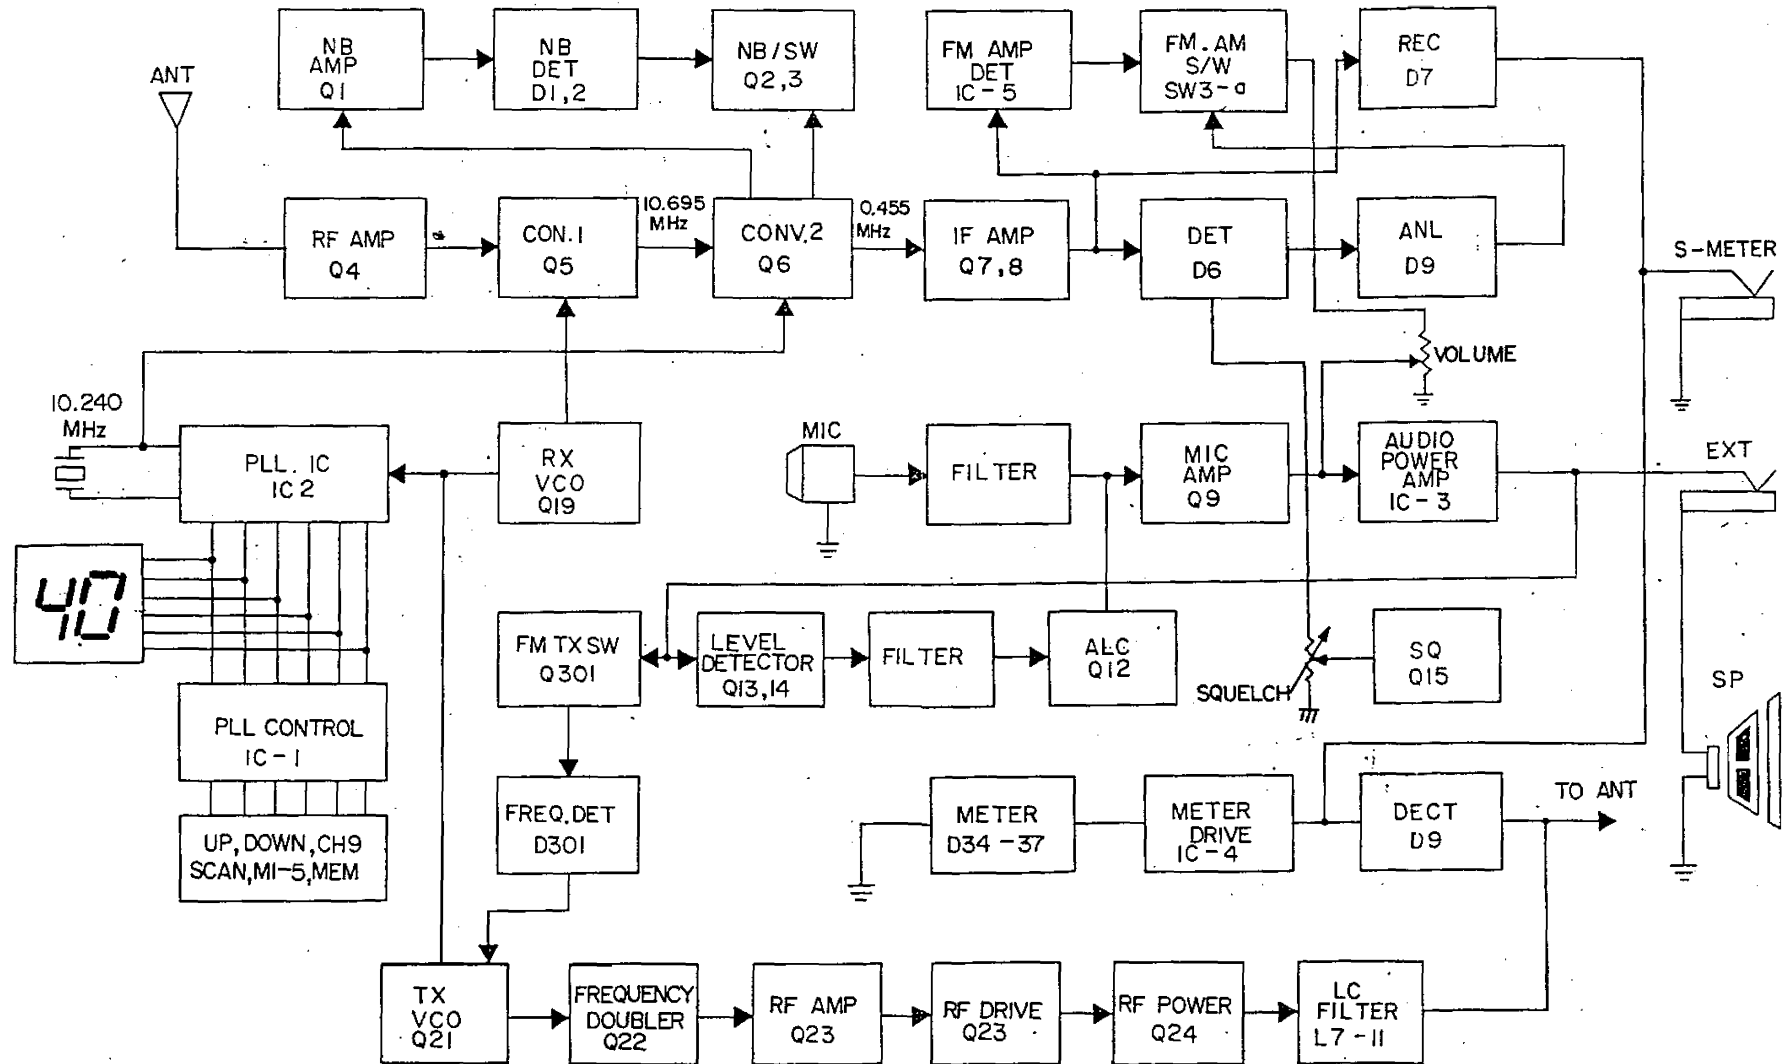 NB
AMP
Q1
NB
DET
D1,2
NB/SW
Q2,3
FM AMP
DET
IC-5
FM.AM
S/W
SW3-a
REC
D7
ANT
RF AMP
Q4
CON.1
Q5
10.695
MHz
CONV.2
Q6
0.455
MHz
IF AMP
Q7,8
DET
D6
ANL
D9
S-METER
VOLUME
10.240
MHz
PLL. IC
IC2
RX
VCO
Q19
MIC
FILTER
MIC
AMP
Q9
AUDIO
POWER
AMP
IC-3
EXT
40
FM TX SW
Q301
LEVEL
DETECTOR
Q13,14
FILTER
ALC
Q12
SQUELCH
SQ
Q15
SP
PLL CONTROL
IC-1
FREQ.DET
D301
METER
D34-37
METER
DRIVE
IC-4
DECT
D9
TO ANT
UP,DOWN,CH9
SCAN,M1-5,MEM
TX
VCO
Q21
FREQUENCY
DOUBLER
Q22
RF AMP
Q23
RF DRIVE
Q23
RF POWER
Q24
LC
FILTER
L7-11